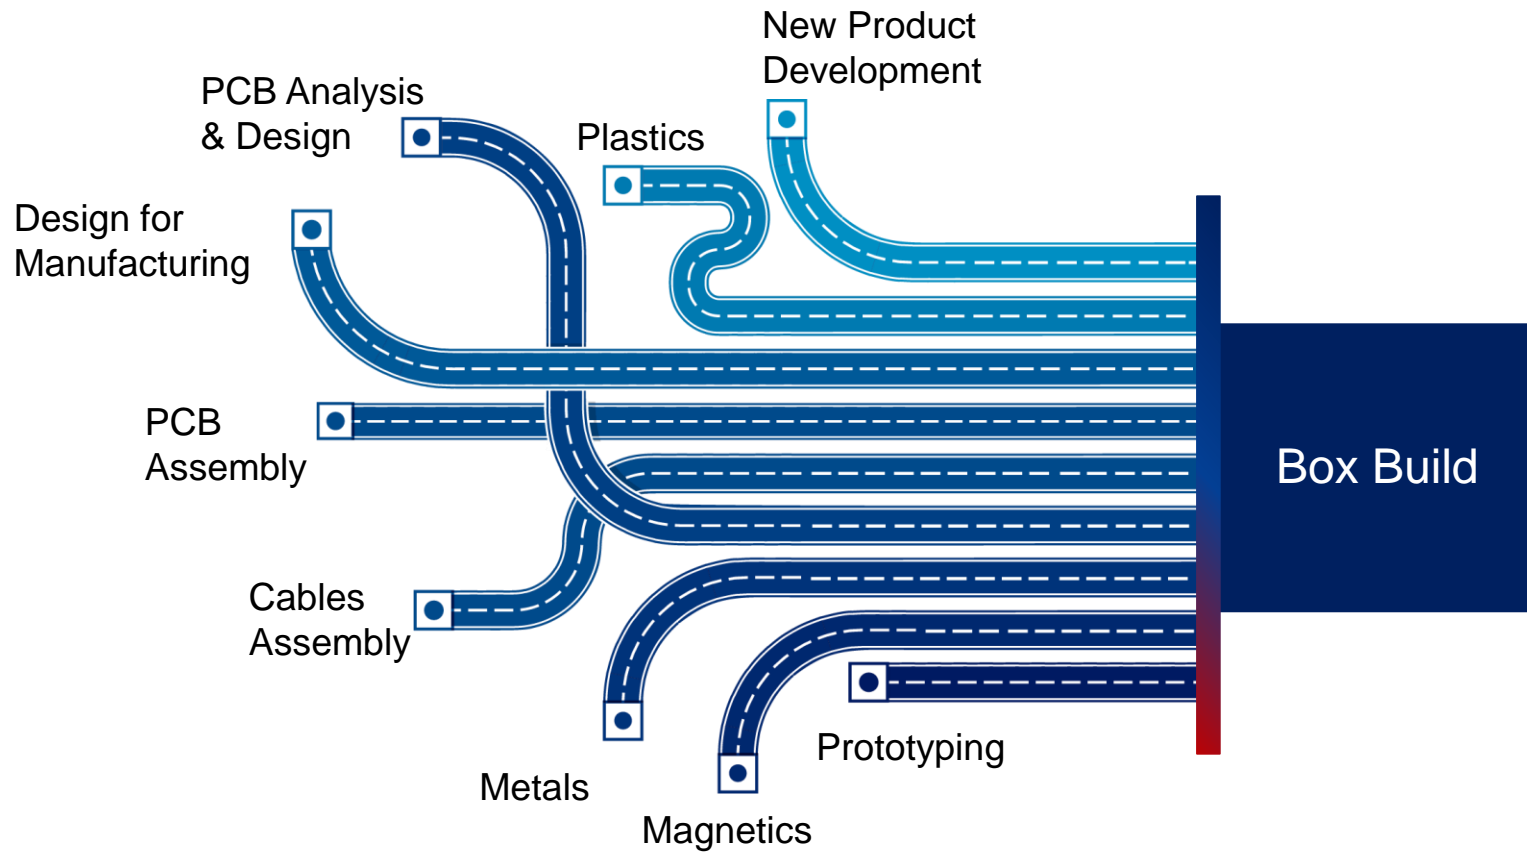 New Product
Development
PCB Analysis
& Design
Plastics
Design for
Manufacturing
PCB
Assembly
Box Build
Cables
Assembly
Prototyping
Metals
Magnetics